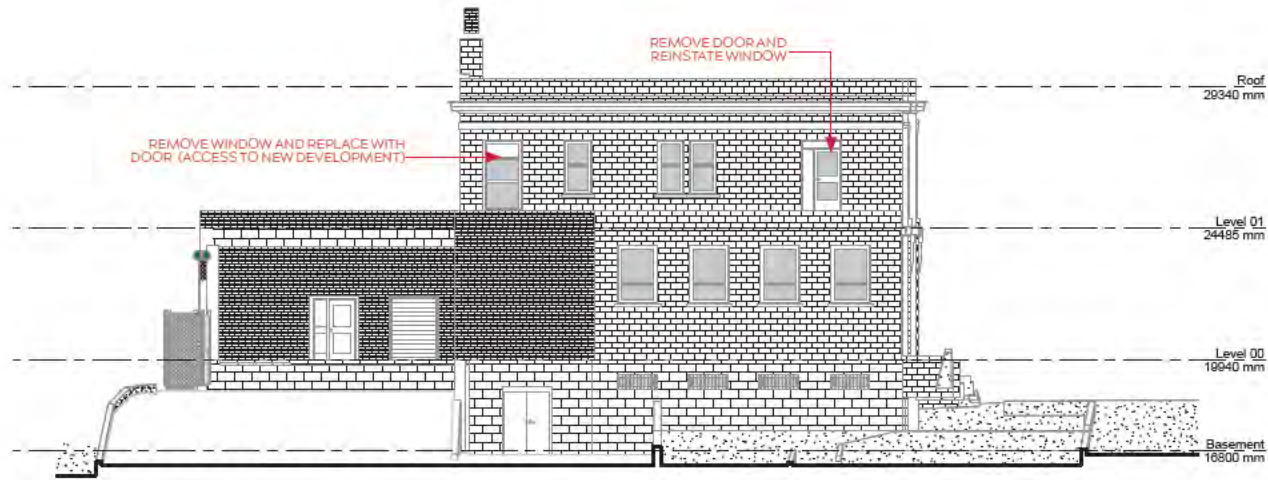 REMOVE DOOR AND
REINSTATE WINDOW
Roof
29340 mm
REMOVE WINDOW AND REPLACE WITH
DOOR (ACCESS TO NEW DEVELOPMENT)
Level 01
24485 mm
Level 00
19940 mm
Basement
16800 mm